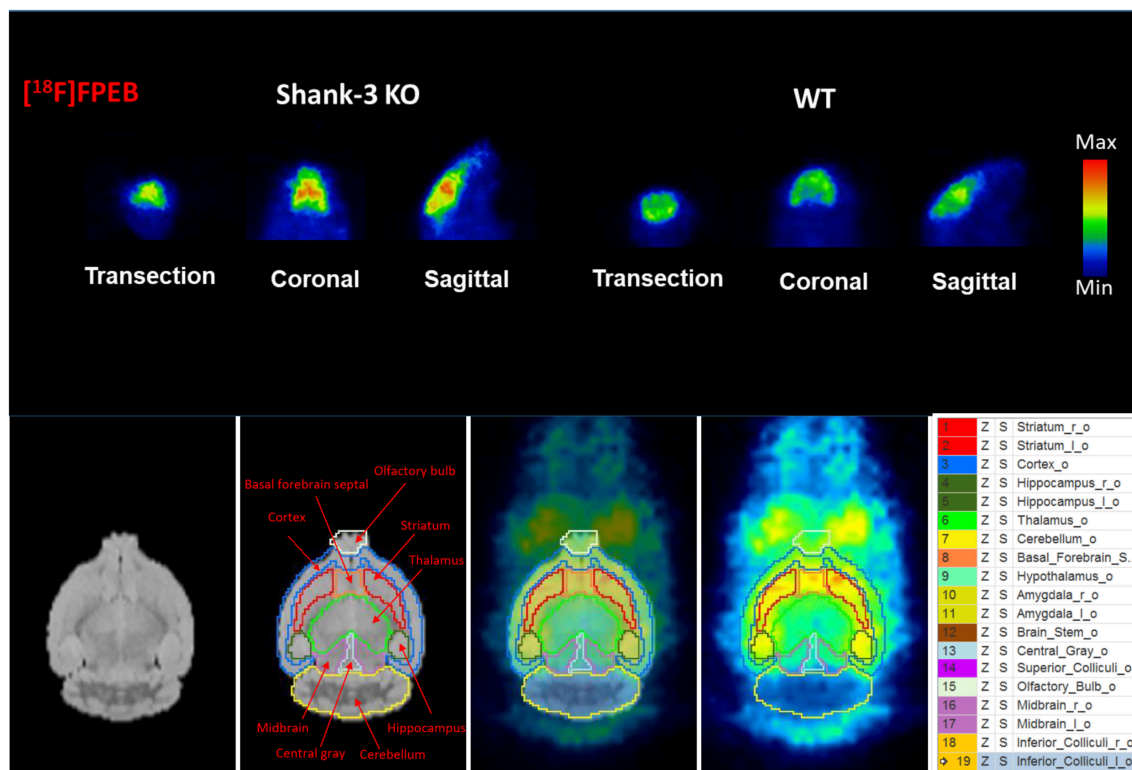 [¹⁸F]FPEB
Shank-3 KO
WT
Max
Transection
Coronal
Sagittal
Transection
Coronal
Sagittal
Min
Olfactory bulb
Basal forebrain septal
Cortex
Striatum
Thalamus
Midbrain
Central gray
Cerebellum
Hippocampus
1 Z S Striatum_r_o
2 Z S Striatum_l_o
3 Z S Cortex_o
4 Z S Hippocampus_r_o
5 Z S Hippocampus_l_o
6 Z S Thalamus_o
7 Z S Cerebellum_o
8 Z S Basal_Forebrain_S..
9 Z S Hypothalamus_o
10 Z S Amygdala_r_o
11 Z S Amygdala_l_o
12 Z S Brain_Stem_o
13 Z S Central_Gray_o
14 Z S Superior_Colliculi_o
15 Z S Olfactory_Bulb_o
16 Z S Midbrain_r_o
17 Z S Midbrain_l_o
18 Z S Inferior_Colliculi_r_o
19 Z S Inferior_Colliculi_l_o